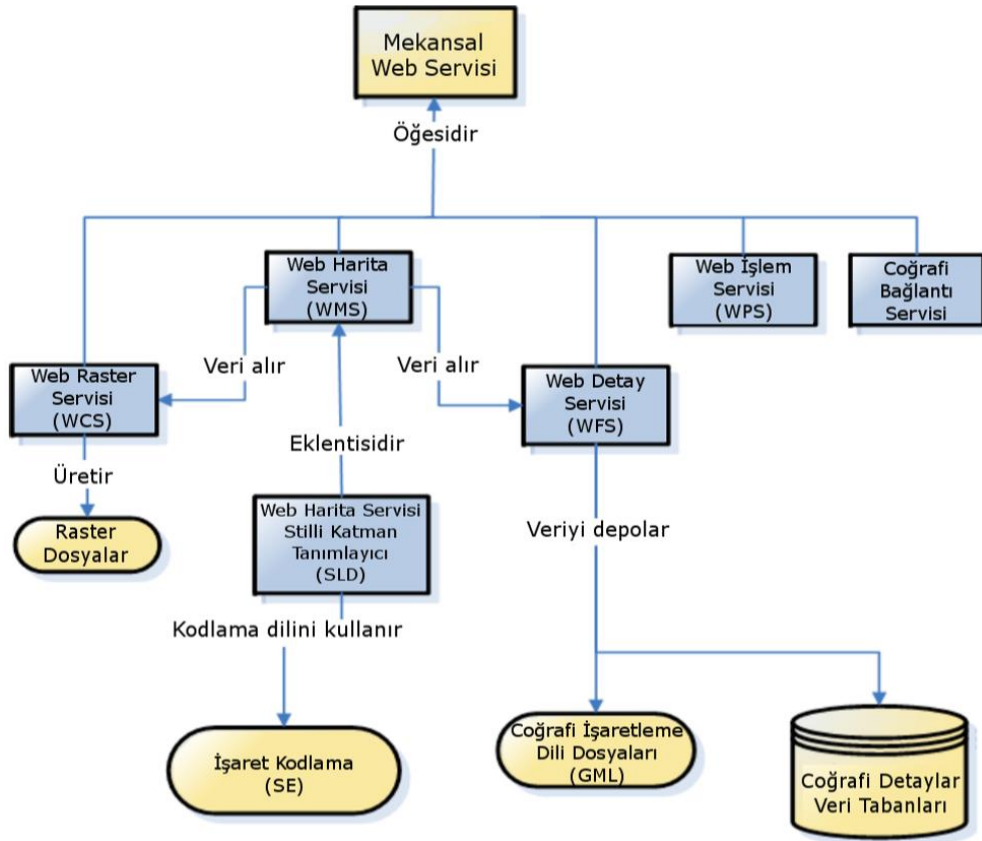 Mekansal
Web Servisi
Öğesidir
Web Harita
Servisi
(WMS)
Web İşlem
Servisi
(WPS)
Coğrafi
Bağlantı
Servisi
Veri alır
Veri alır
Web Raster
Servisi
(WCS)
Web Detay
Servisi
(WFS)
Eklentisidir
Üretir
Raster
Dosyalar
Web Harita Servisi
Stilli Katman
Tanımlayıcı
(SLD)
Veriyi depolar
Kodlama dilini kullanır
İşaret Kodlama
(SE)
Coğrafi İşaretleme
Dili Dosyaları
(GML)
Coğrafi Detaylar
Veri Tabanları